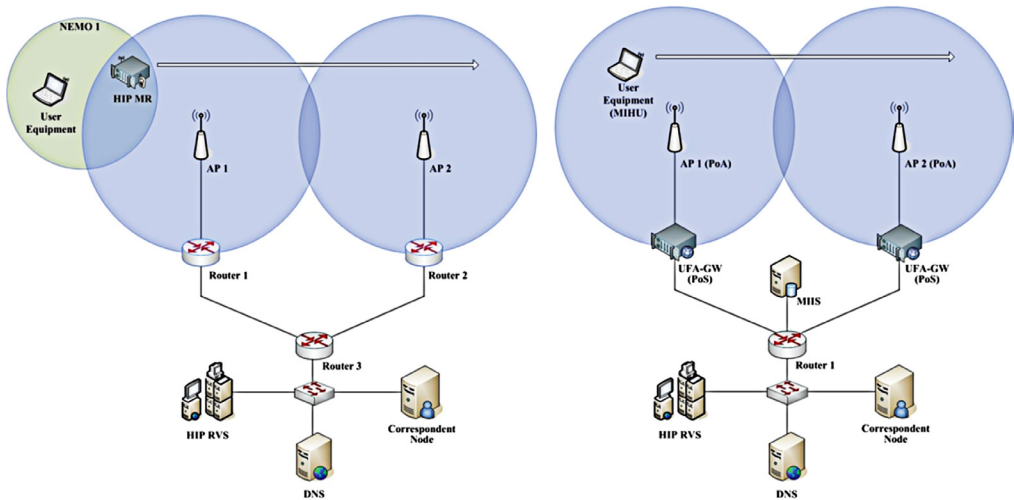 NEMO 1
HIP MR
User
Equipment
AP 1
AP 2
Router 1
Router 2
Router 3
HIP RVS
Correspondent
Node
DNS
User
Equipment
(MIHU)
AP 1 (PoA)
AP 2 (PoA)
UFA-GW
(PoS)
UFA-GW
(PoS)
MIIS
Router 1
HIP RVS
Correspondent
Node
DNS